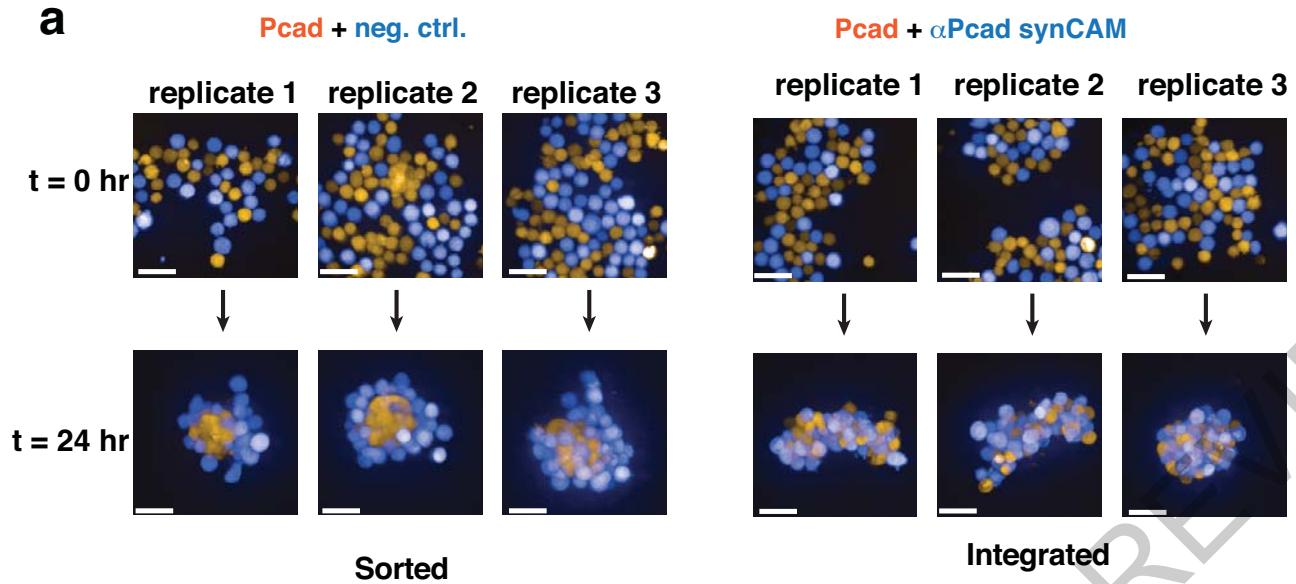 a
Pcad + neg. ctrl.
Pcad + αPcad synCAM
replicate 1 replicate 2 replicate 3
replicate 1 replicate 2 replicate 3
t = 0 hr
t = 24 hr
Sorted
Integrated